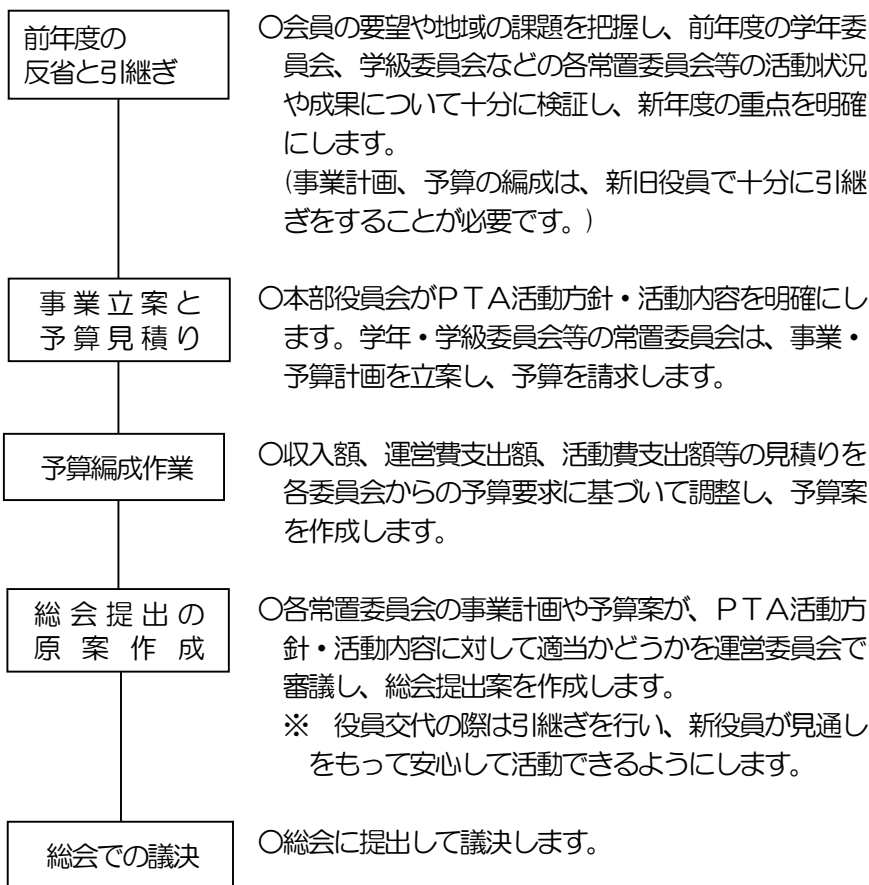 前年度の
反省と引継ぎ
〇会員の要望や地域の課題を把握し、前年度の学年委
員会、学級委員会などの各常置委員会等の活動状況
や成果について十分に検証し、新年度の重点を明確
にします。
(事業計画、予算の編成は、新旧役員で十分に引継
ぎをすることが必要です。)
事業立案と
予算見積り
〇本部役員会がＰＴＡ活動方針・活動内容を明確にし
ます。学年・学級委員会等の常置委員会は、事業・
予算計画を立案し、予算を請求します。
予算編成作業
〇収入額、運営費支出額、活動費支出額等の見積りを
各委員会からの予算要求に基づいて調整し、予算案
を作成します。
総会提出の
原案作成
〇各常置委員会の事業計画や予算案が、ＰＴＡ活動方
針・活動内容に対して適当かどうかを運営委員会で
審議し、総会提出案を作成します。
※　役員交代の際は引継ぎを行い、新役員が見通し
をもって安心して活動できるようにします。
総会での議決
〇総会に提出して議決します。